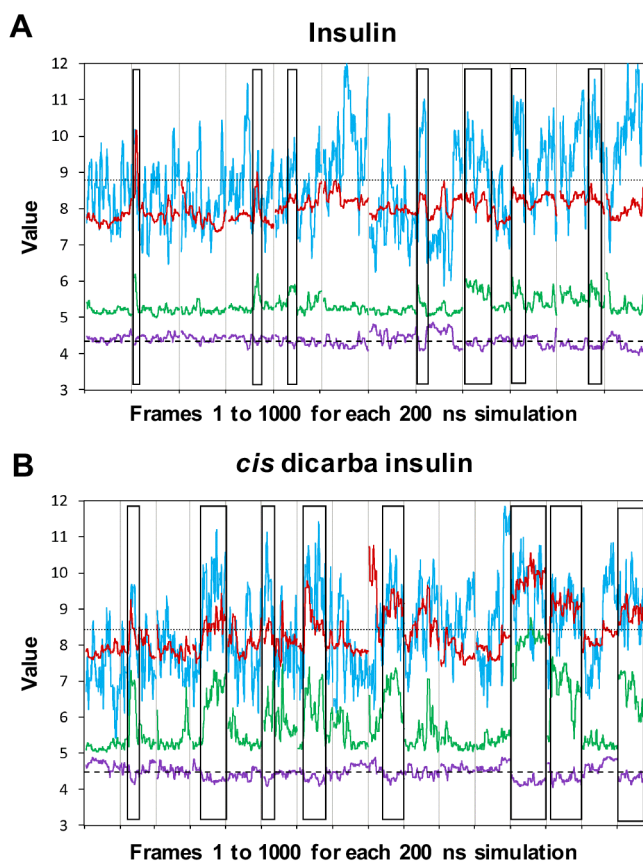 A
Insulin
12
11
10
9
8
7
6
5
4
3
Value
Frames 1 to 1000 for each 200 ns simulation
B
cis dicarba insulin
12
11
10
9
8
7
6
5
4
3
Value
Frames 1 to 1000 for each 200 ns simulation